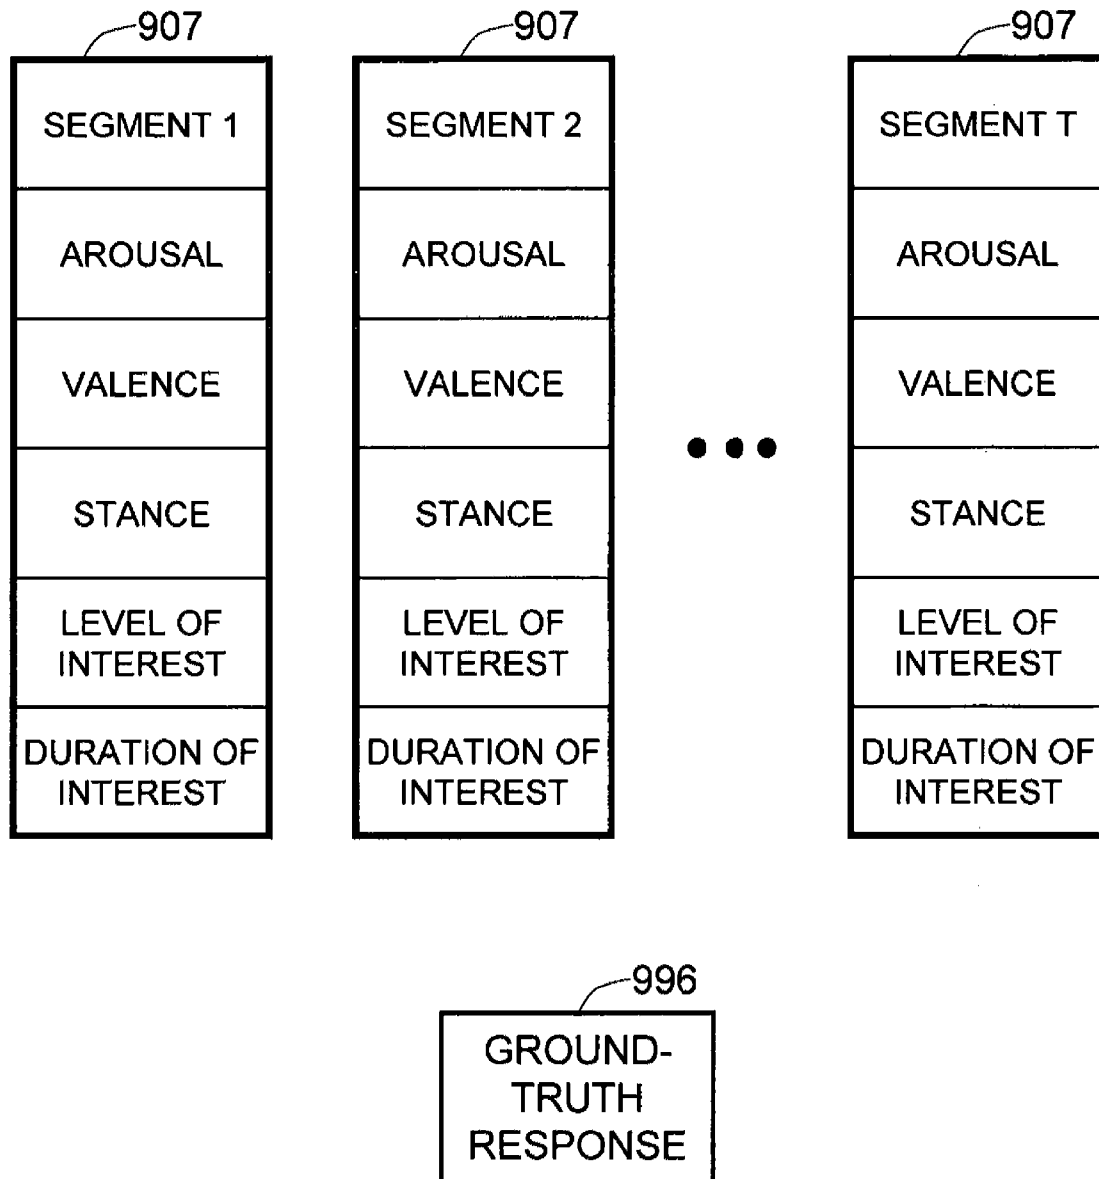 907
SEGMENT 1
AROUSAL
VALENCE
STANCE
LEVEL OF
INTEREST
DURATION OF
INTEREST
907
SEGMENT 2
AROUSAL
VALENCE
STANCE
LEVEL OF
INTEREST
DURATION OF
INTEREST
907
SEGMENT T
AROUSAL
VALENCE
STANCE
LEVEL OF
INTEREST
DURATION OF
INTEREST
996
GROUND-
TRUTH
RESPONSE